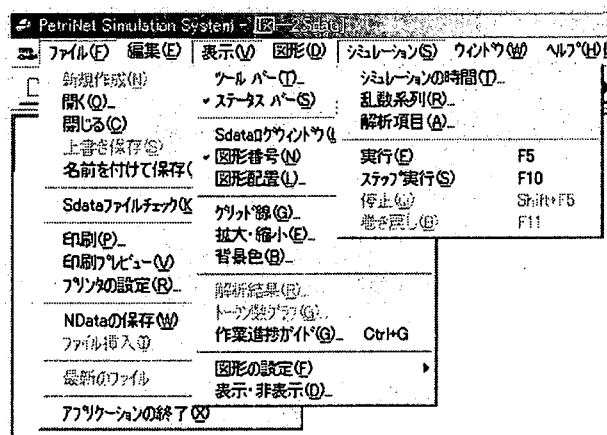 PetriNet Simulation System - [図—2.Sdata]
ファイル(F) 編集(E) 表示(V) 図形(D) シミュレーション(S) ウィンドウ(W) ヘルプ(H)
新規作成(N)
開く(O)...
閉じる(C)
上書き保存(S)
名前を付けて保存(
Sdataファイルチェック(K
印刷(P)...
印刷プレビュー(V)
プリンタの設定(R)...
NDataの保存(W)
ファイル挿入(I)
最新のファイル
アプリケーションの終了(X)
ツール バー(T)...
ステータス バー(S)
Sdataログウィンドウ(L
図形番号(N)
図形配置(L)...
グリッド線(G)...
拡大・縮小(E)...
背景色(B)...
解析結果(R)...
トークン数グラフ(G)...
作業進捗ガイド(G)... Ctrl+G
図形の設定(F)
表示・非表示(D)...
シミュレーションの時間(T)...
乱数系列(R)...
解析項目(A)...
実行(E) F5
ステップ実行(S) F10
停止(Q) Shift+F5
巻き戻し(B) F11